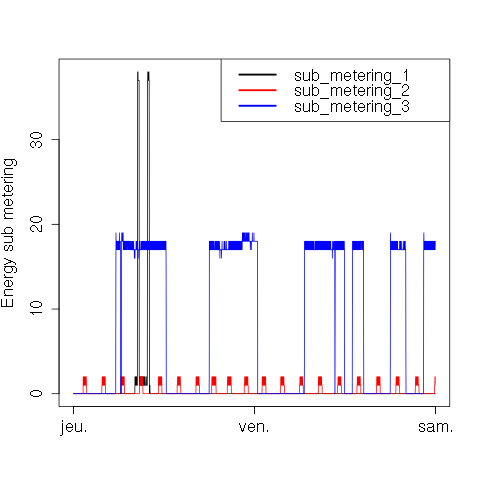 sub_metering_1
sub_metering_2
sub_metering_3
Energy sub metering
30
20
10
0
jeu.
ven.
sam.